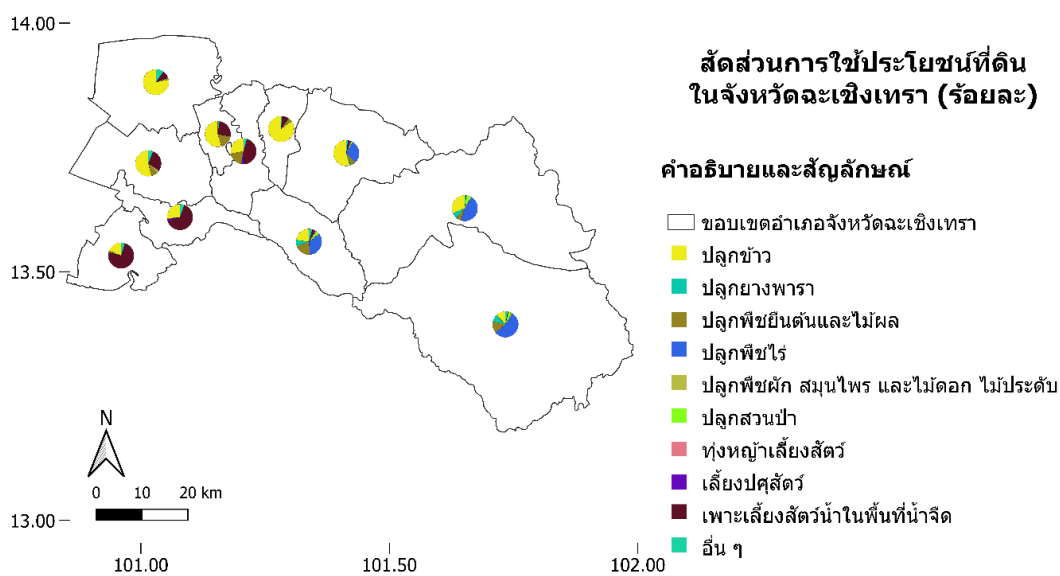 14.00
สัดส่วนการใช้ประโยชน์ที่ดิน
ในจังหวัดฉะเชิงเทรา (ร้อยละ)
คำอธิบายและสัญลักษณ์
ขอบเขตอำเภอจังหวัดฉะเชิงเทรา
ปลูกข้าว
ปลูกยางพารา
ปลูกพืชยืนต้นและไม้ผล
ปลูกพืชไร่
ปลูกพืชผัก สมุนไพร และไม้ดอก ไม้ประดับ
ปลูกสวนป่า
ทุ่งหญ้าเลี้ยงสัตว์
เลี้ยงปศุสัตว์
เพาะเลี้ยงสัตว์น้ำในพื้นที่น้ำจืด
อื่น ๆ
13.50
N
0 10 20 km
13.00
101.00 101.50 102.00